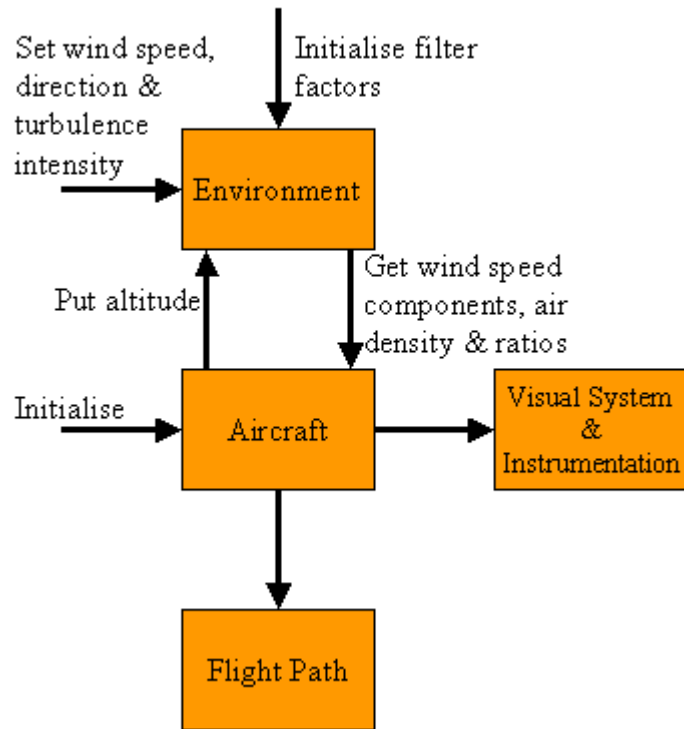 Set wind speed,
direction &
turbulence
intensity
Initialise filter
factors
Environment
Put altitude
Get wind speed
components, air
density & ratios
Initialise
Aircraft
Visual System
&
Instrumentation
Flight Path